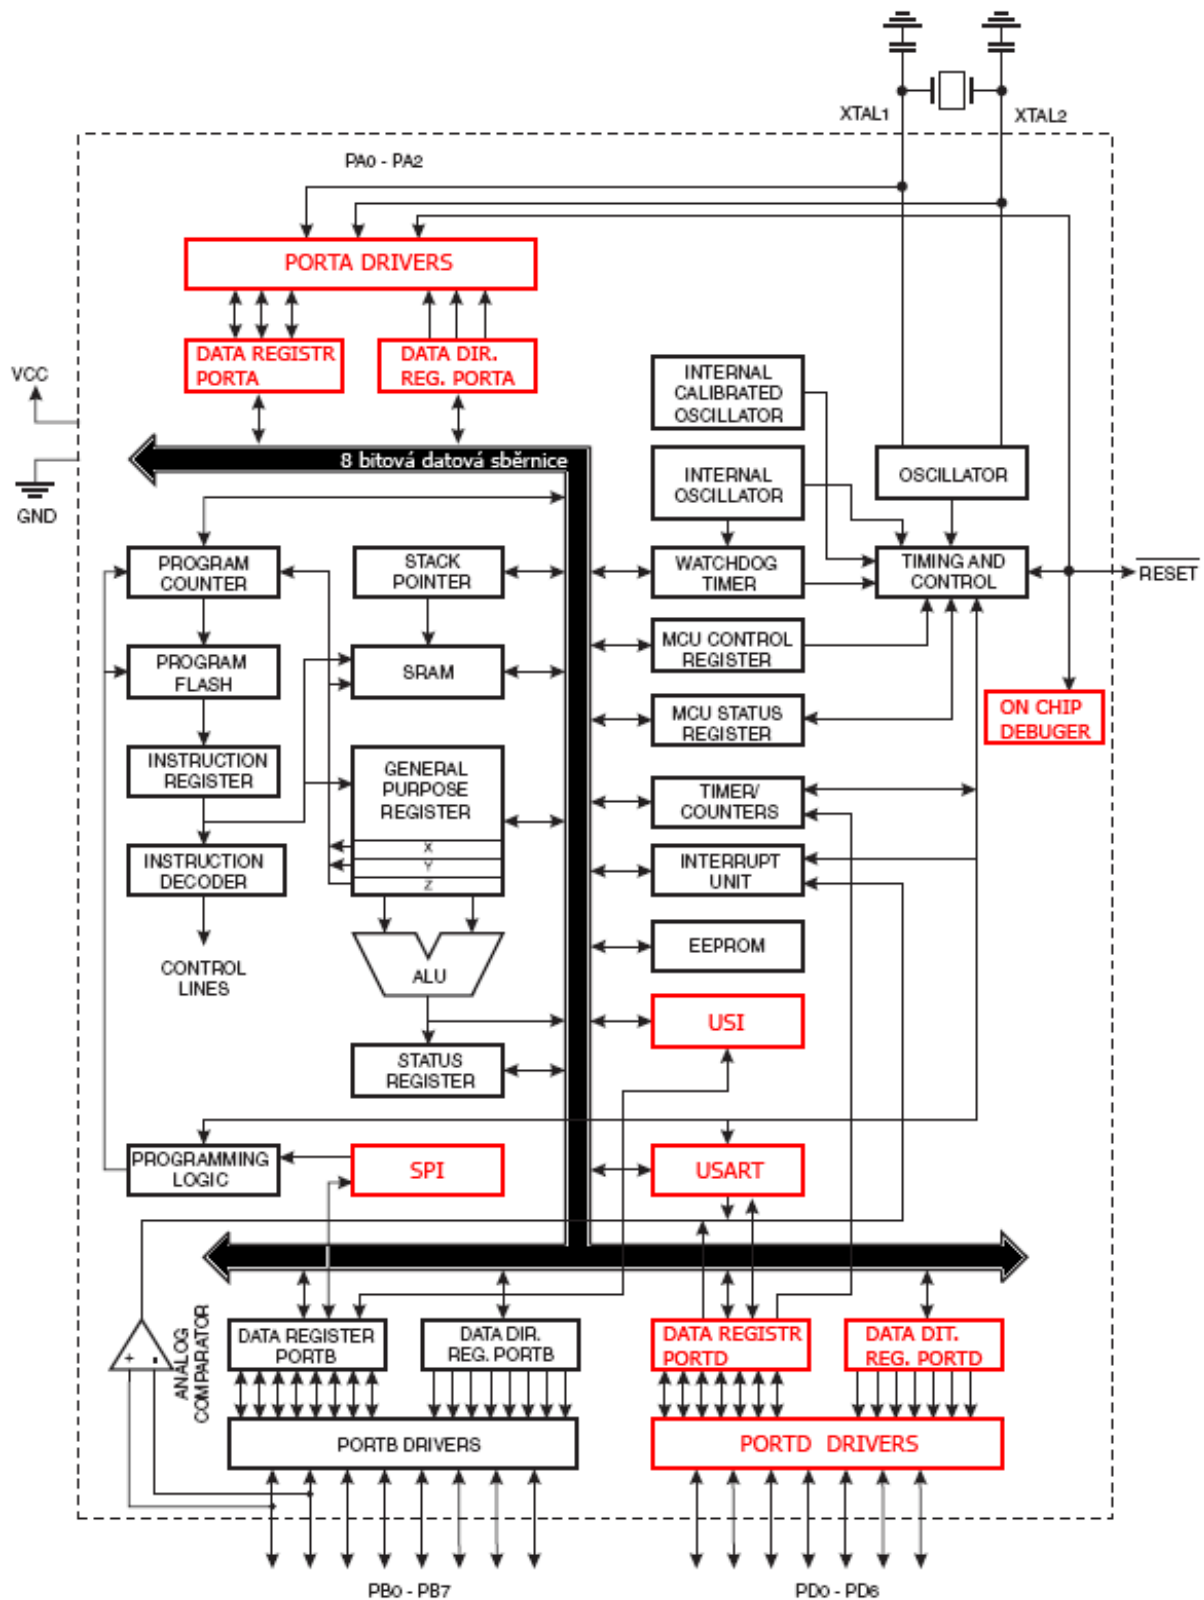 XTAL1
XTAL2
PA0 - PA2
PORTA DRIVERS
DATA REGISTR
PORTA
DATA DIR.
REG. PORTA
VCC
GND
8 bitová datová sběrnice
INTERNAL
CALIBRATED
OSCILLATOR
INTERNAL
OSCILLATOR
OSCILLATOR
PROGRAM
COUNTER
STACK
POINTER
WATCHDOG
TIMER
TIMING AND
CONTROL
RESET
PROGRAM
FLASH
SRAM
MCU CONTROL
REGISTER
MCU STATUS
REGISTER
ON CHIP
DEBUGER
INSTRUCTION
REGISTER
GENERAL
PURPOSE
REGISTER
X
Y
Z
TIMER/
COUNTERS
INSTRUCTION
DECODER
INTERRUPT
UNIT
CONTROL
LINES
ALU
EEPROM
USI
STATUS
REGISTER
PROGRAMMING
LOGIC
SPI
USART
ANALOG
COMPARATOR
+
-
DATA REGISTER
PORTB
DATA DIR.
REG. PORTB
DATA REGISTR
PORTD
DATA DIT.
REG. PORTD
PORTB DRIVERS
PORTD DRIVERS
PB0 - PB7
PD0 - PD6